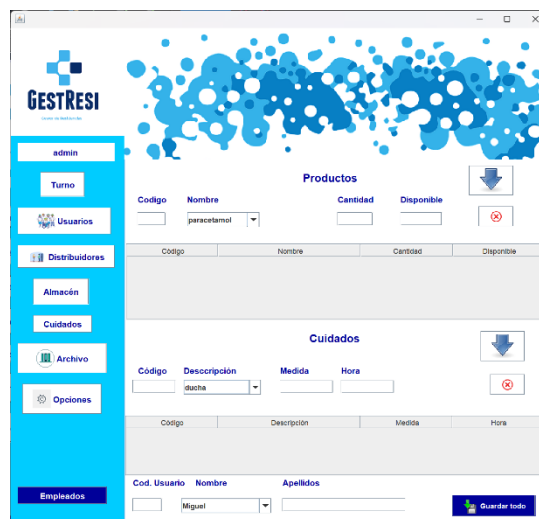 GESTRESI
admin
Turno
Usuarios
Distribuidores
Almacén
Cuidados
Archivo
Opciones
Empleados
Productos
Codigo Nombre Cantidad Disponible
paracetamol
Código Nombre Cantidad Disponible
Cuidados
Código Desccripción Medida Hora
ducha
Código Descripción Medida Hora
Cod. Usuario Nombre Apellidos
Miguel
Guardar todo